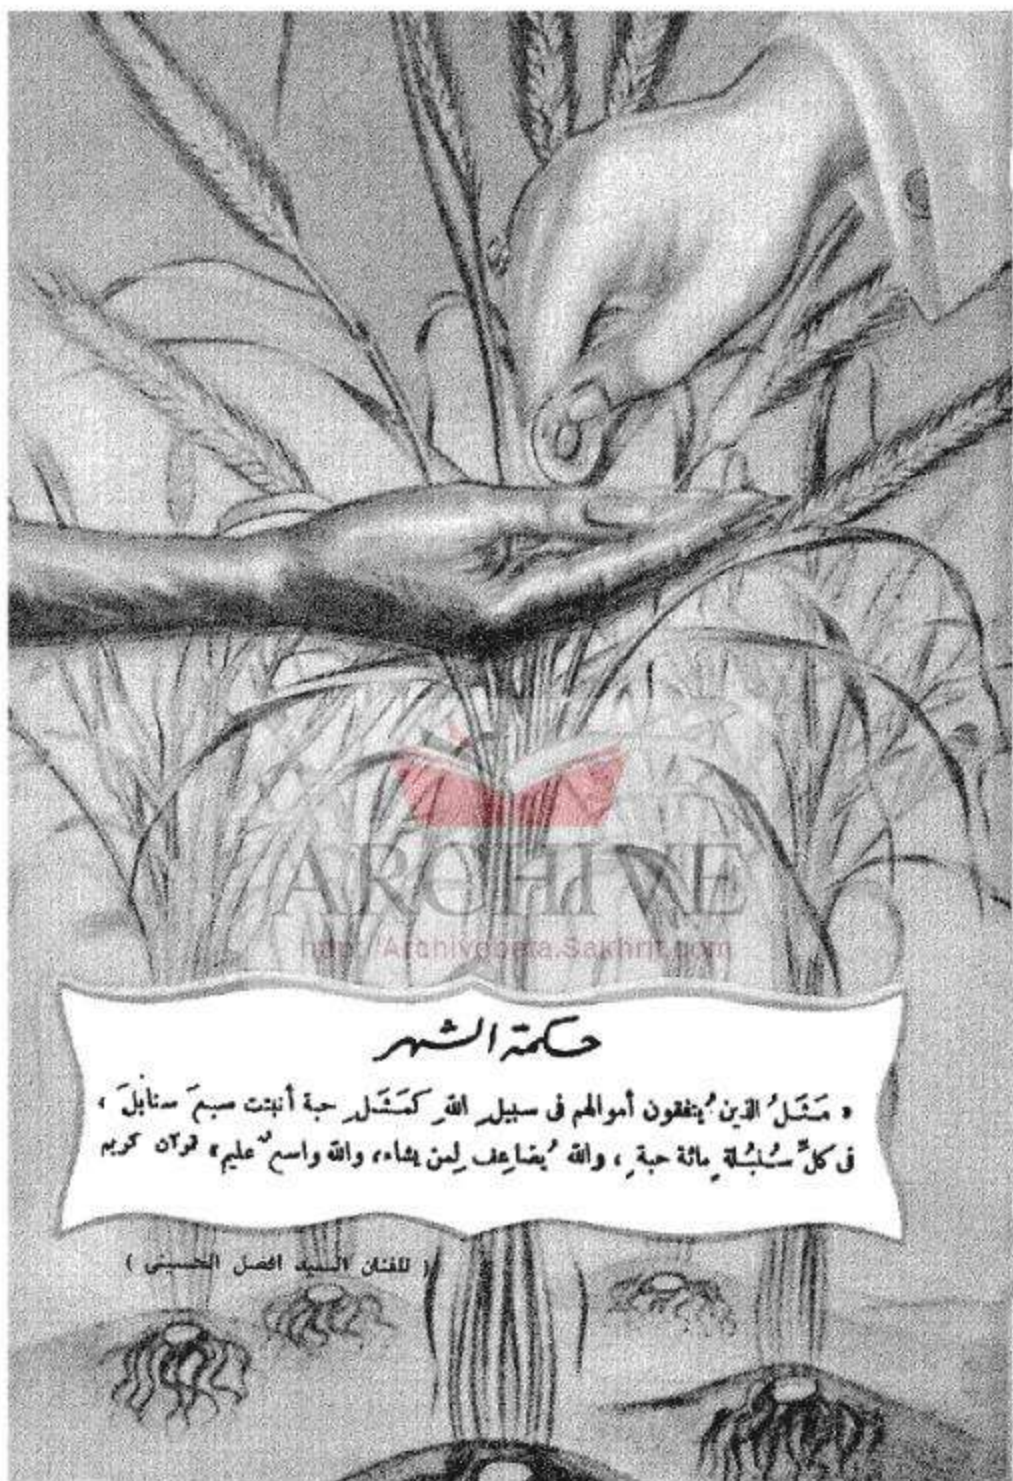 ARCHIVE
http://Archivebeta.Sakhrit.com
حكمة الشهر
« مَثَلُ الذين يُنفقون أموالهم فى سبيلِ اللهِ كمَثَلِ حبة أنبتت سبعَ سنابلَ ،
فى كلِّ سُنبُلةٍ مائة حبةٍ ، والله يُضاعِف لِمن يشاء، والله واسعٌ عليم» قرآن كريم
( للفنان السيد افضل الحسينى )